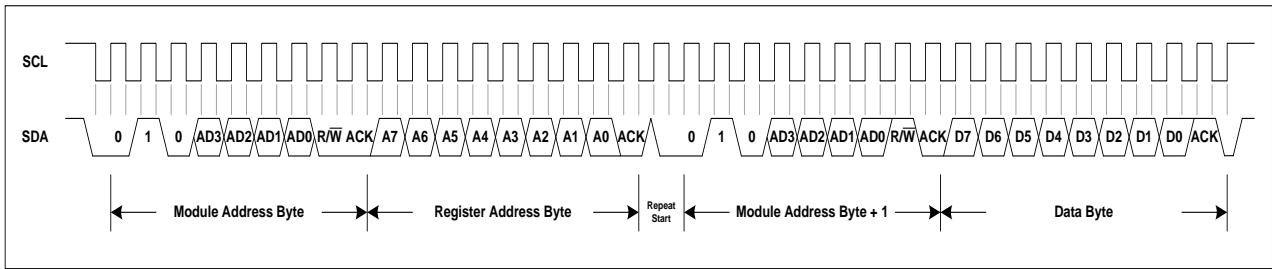 SCL
SDA 0 1 0 AD3 AD2 AD1 AD0 R/W̅ ACK A7 A6 A5 A4 A3 A2 A1 A0 ACK 0 1 0 AD3 AD2 AD1 AD0 R/W̅ ACK D7 D6 D5 D4 D3 D2 D1 D0 ACK
Module Address Byte Register Address Byte Repeat Start Module Address Byte + 1 Data Byte